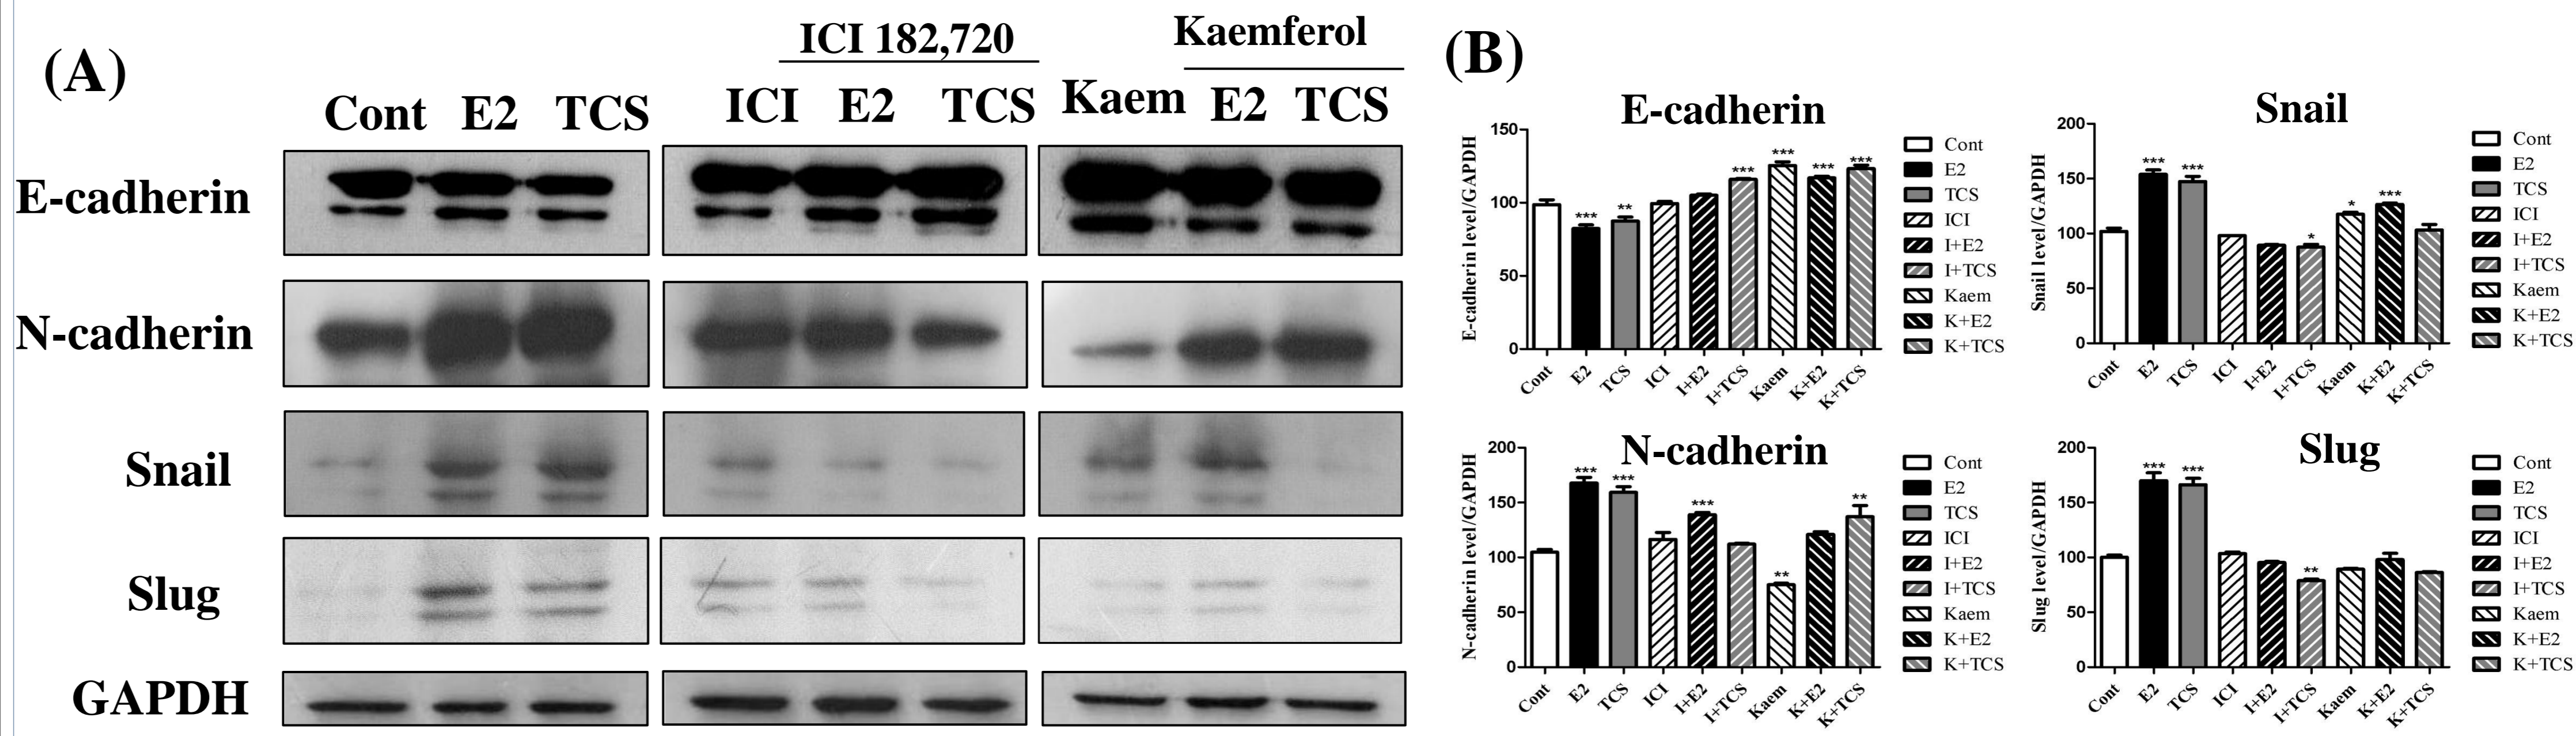 (A)
ICI 182,720
Kaemferol
Cont E2 TCS ICI E2 TCS Kaem E2 TCS
E-cadherin
N-cadherin
Snail
Slug
GAPDH
(B)
E-cadherin
E-cadherin level/GAPDH
150
100
50
0
***
**
***
***
***
***
Cont E2 TCS ICI I+E2 I+TCS Kaem K+E2 K+TCS
Cont
E2
TCS
ICI
I+E2
I+TCS
Kaem
K+E2
K+TCS
Snail
Snail level/GAPDH
200
150
100
50
0
***
***
*
*
***
Cont E2 TCS ICI I+E2 I+TCS Kaem K+E2 K+TCS
Cont
E2
TCS
ICI
I+E2
I+TCS
Kaem
K+E2
K+TCS
N-cadherin
N-cadherin level/GAPDH
200
150
100
50
0
***
***
***
**
**
Cont E2 TCS ICI I+E2 I+TCS Kaem K+E2 K+TCS
Cont
E2
TCS
ICI
I+E2
I+TCS
Kaem
K+E2
K+TCS
Slug
Slug level/GAPDH
200
150
100
50
0
***
***
**
Cont E2 TCS ICI I+E2 I+TCS Kaem K+E2 K+TCS
Cont
E2
TCS
ICI
I+E2
I+TCS
Kaem
K+E2
K+TCS